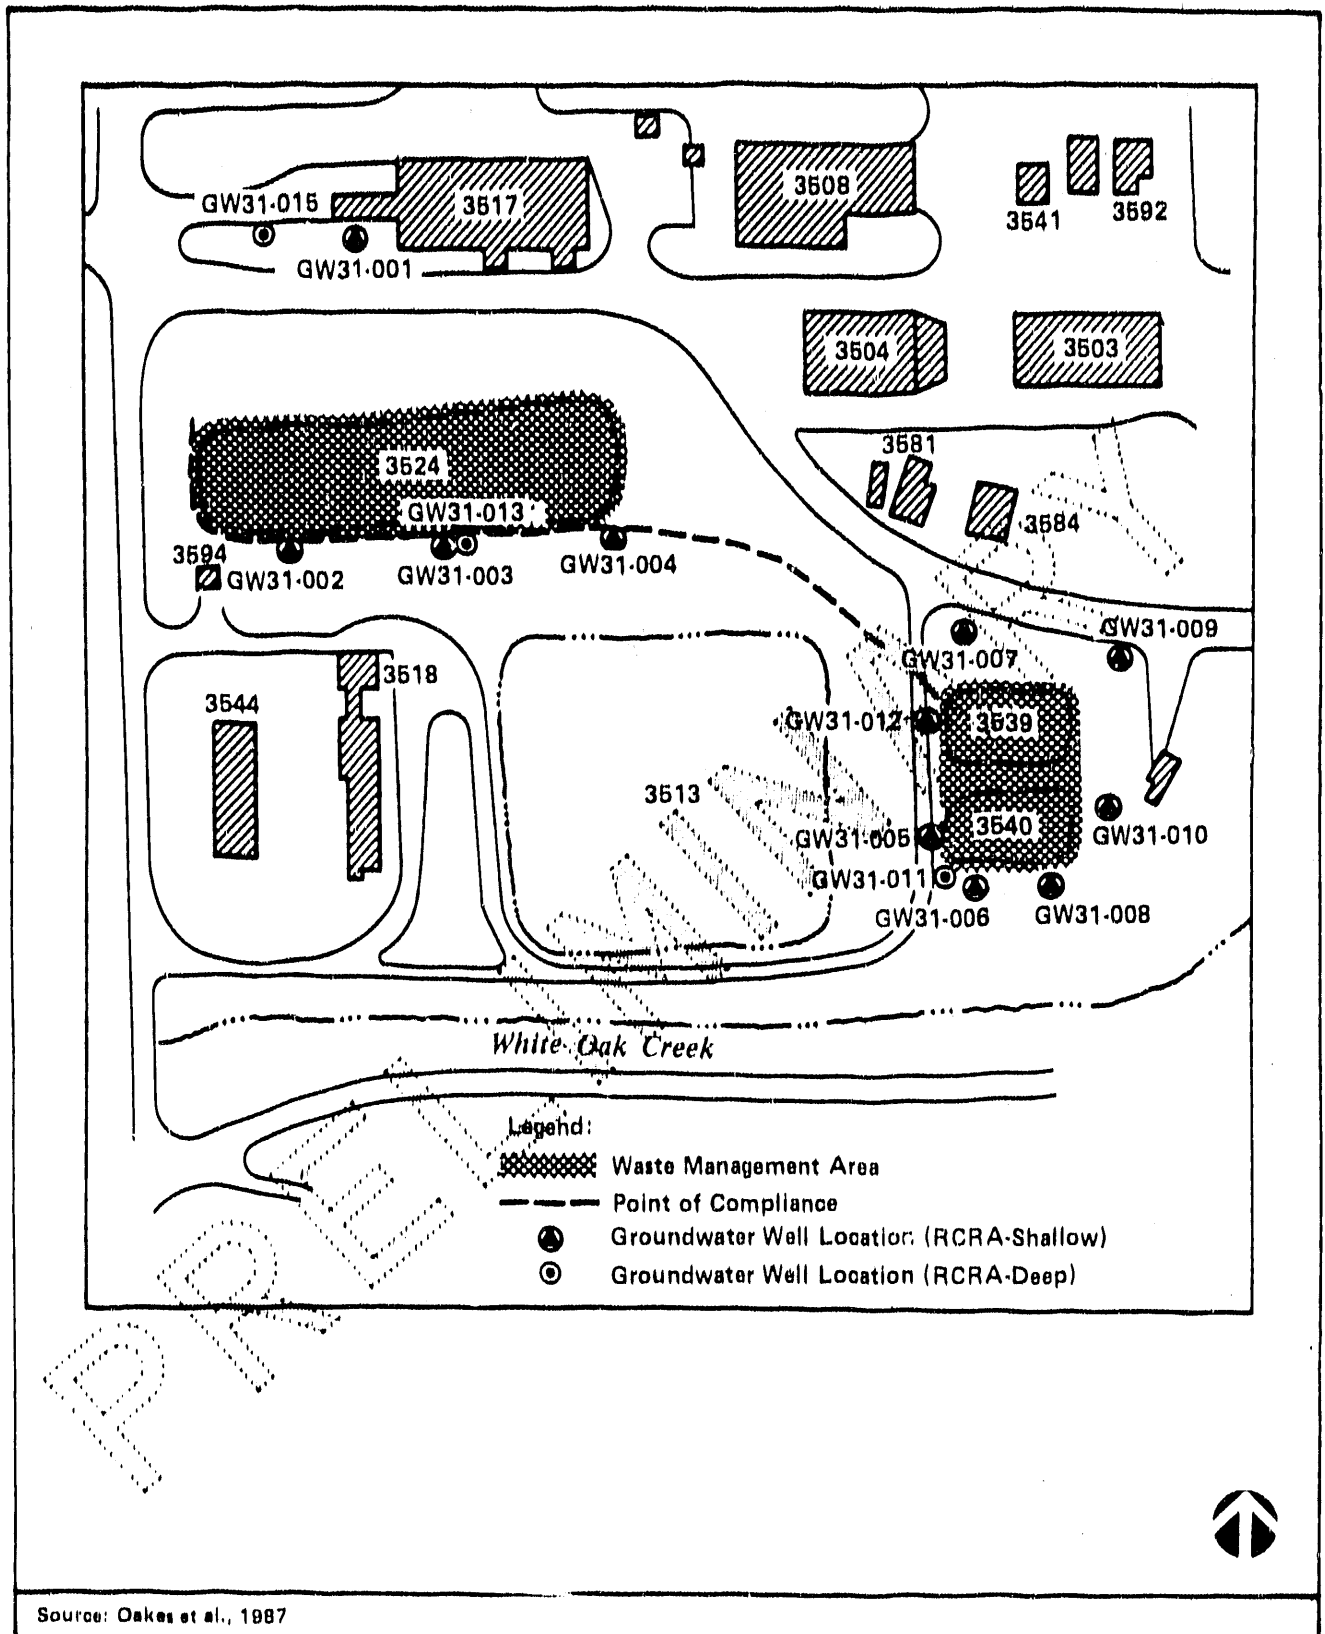 3508
3541
3592
GW31-015
3517
GW31-001
3504
3503
3581
3524
GW31-013
3584
3594
GW31-002
GW31-003
GW31-004
GW31-009
GW31-007
3518
3544
GW31-012
3539
3513
GW31-005
3540
GW31-010
GW31-011
GW31-006
GW31-008
White Oak Creek
Legend:
Waste Management Area
Point of Compliance
Groundwater Well Location (RCRA-Shallow)
Groundwater Well Location (RCRA-Deep)
PRELIMINARY
Source: Oakes et al., 1987